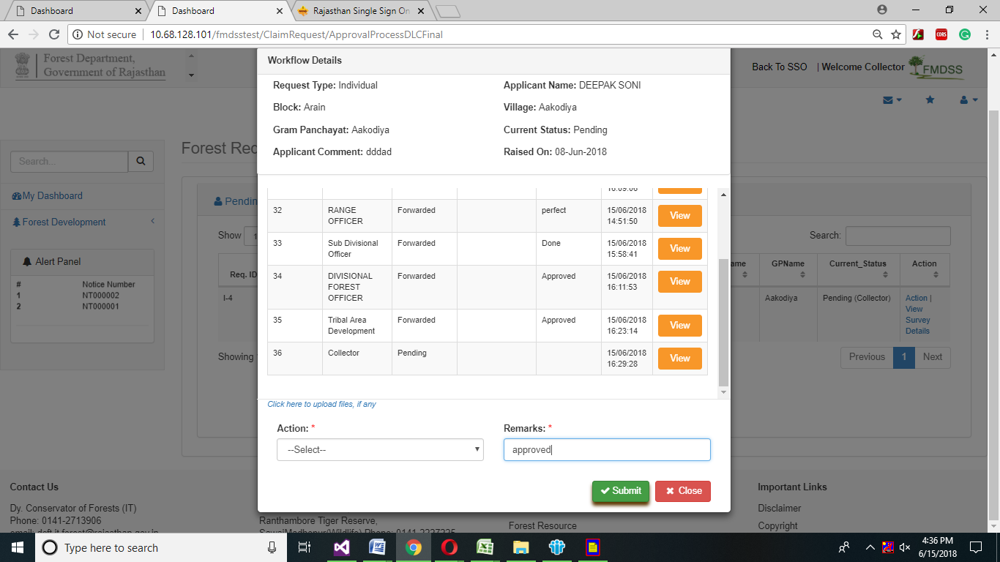 Dashboard
Dashboard
Rajasthan Single Sign On
Not secure
10.68.128.101/fmdsstest/ClaimRequest/ApprovalProcessDLCFinal
Forest Department,
Government of Rajasthan
Back To SSO
| Welcome Collector
FMDSS
Search...
My Dashboard
Forest Development
Alert Panel
# Notice Number
1 NT000002
2 NT000001
Forest Rec
Pendin
Show 1
Search:
Req. ID
ame
GPName
Current_Status
Action
I-4
Aakodiya
Pending (Collector)
Action |
View
Survey
Details
Showing
Previous 1 Next
Workflow Details
Request Type: Individual
Applicant Name: DEEPAK SONI
Block: Arain
Village: Aakodiya
Gram Panchayat: Aakodiya
Current Status: Pending
Applicant Comment: dddad
Raised On: 08-Jun-2018
16:09:06
32 RANGE Forwarded perfect 15/06/2018 View
OFFICER 14:51:50
33 Sub Divisional Forwarded Done 15/06/2018 View
Officer 15:58:41
34 DIVISIONAL Forwarded Approved 15/06/2018 View
FOREST 16:11:53
OFFICER
35 Tribal Area Forwarded Approved 15/06/2018 View
Development 16:23:14
36 Collector Pending 15/06/2018 View
16:29:28
Click here to upload files, if any
Action: *
Remarks: *
--Select--
approved
Submit
Close
Contact Us
Dy. Conservator of Forests (IT)
Phone: 0141-2713906
Ranthambore Tiger Reserve,
Forest Resource
Important Links
Disclaimer
Copyright
Type here to search
4:36 PM
6/15/2018